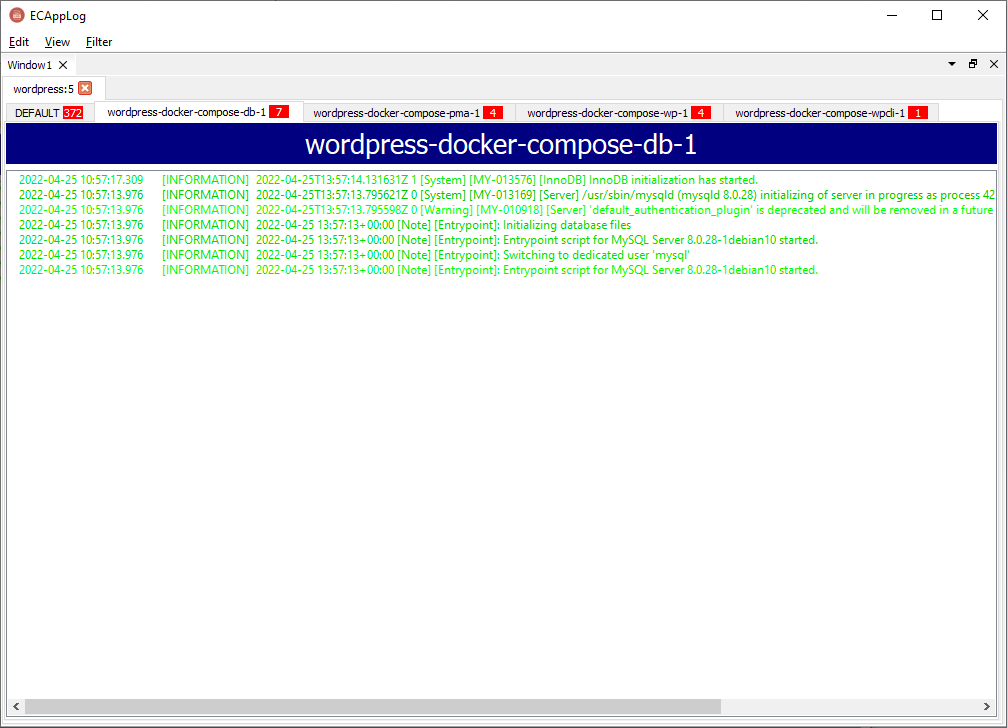 ECAppLog
Edit View Filter
Window1
wordpress:5
DEFAULT 372 wordpress-docker-compose-db-1 7 wordpress-docker-compose-pma-1 4 wordpress-docker-compose-wp-1 4 wordpress-docker-compose-wpcli-1 1
wordpress-docker-compose-db-1
2022-04-25 10:57:17.309 [INFORMATION] 2022-04-25T13:57:14.131631Z 1 [System] [MY-013576] [InnoDB] InnoDB initialization has started.
2022-04-25 10:57:13.976 [INFORMATION] 2022-04-25T13:57:13.795621Z 0 [System] [MY-013169] [Server] /usr/sbin/mysqld (mysqld 8.0.28) initializing of server in progress as process 42
2022-04-25 10:57:13.976 [INFORMATION] 2022-04-25T13:57:13.795598Z 0 [Warning] [MY-010918] [Server] 'default_authentication_plugin' is deprecated and will be removed in a future
2022-04-25 10:57:13.976 [INFORMATION] 2022-04-25 13:57:13+00:00 [Note] [Entrypoint]: Initializing database files
2022-04-25 10:57:13.976 [INFORMATION] 2022-04-25 13:57:13+00:00 [Note] [Entrypoint]: Entrypoint script for MySQL Server 8.0.28-1debian10 started.
2022-04-25 10:57:13.976 [INFORMATION] 2022-04-25 13:57:13+00:00 [Note] [Entrypoint]: Switching to dedicated user 'mysql'
2022-04-25 10:57:13.976 [INFORMATION] 2022-04-25 13:57:13+00:00 [Note] [Entrypoint]: Entrypoint script for MySQL Server 8.0.28-1debian10 started.